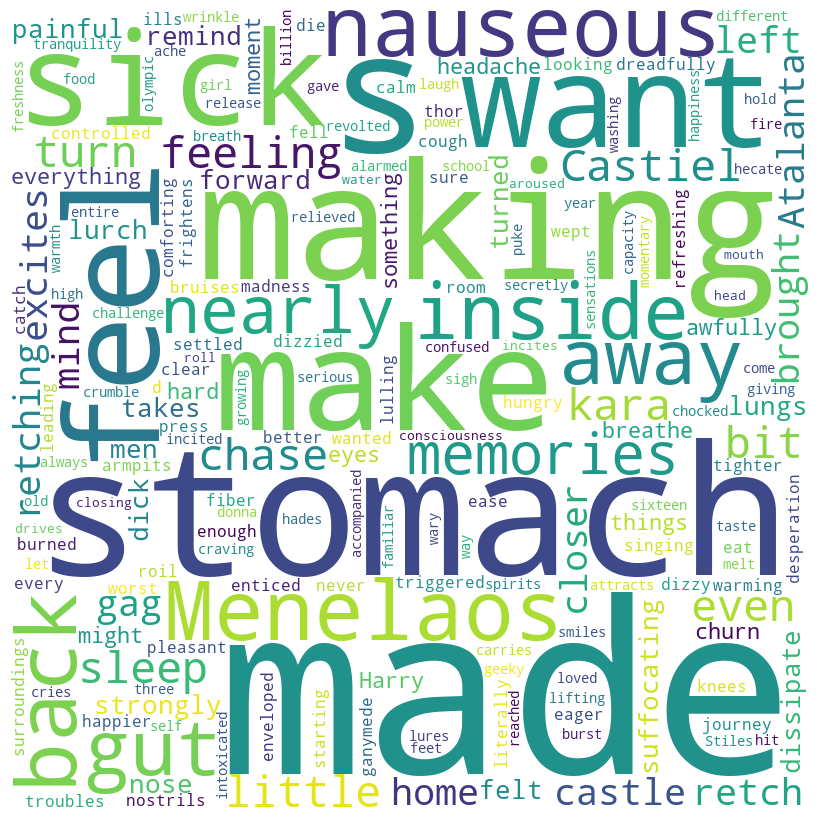 painful ills wrinkle die nauseous different
tranquility remind moment billion left
sick s want
ache olympic food girl release gave
headache looking dreadfully
calm laugh thor power washing happiness hold fire
freshness controlled breath fell revolted cough
turn feeling Castiel Atalanta
everything forward alarmed school sure year hecate
water aroused
feel making
entire relieved something turned puke wept capacity momentary refreshing mouth
excites lurch comforting frightens
warmth high bruises madness room secretly sensations head
nearly inside brought
catch mind challenge settled dizzied awfully
retching clear roll serious make confused incites away come
crumble hard growing sigh lulling hungry giving
leading d takes press kara chocked lungs
men incited better wanted consciousness breathe
always armpits chase eyes memories bit tighter
old dick fiber ease closer sixteen
stomach
drives closing donna hades accompanied familiar wary way things taste desperation
let burned enough craving singing eat melt
every worst roil enticed never triggered spirits attracts dizzy warming
back gag Menelaos even
might pleasant smiles suffocating churn dissipate
surroundings sleep carries geeky loved knees
cries three strongly Harry literally lifting
happier self made eager journey
gut enveloped starting ganymede lures reached burst Stiles hit
nose intoxicated feet
troubles nostrils little home felt castle retch